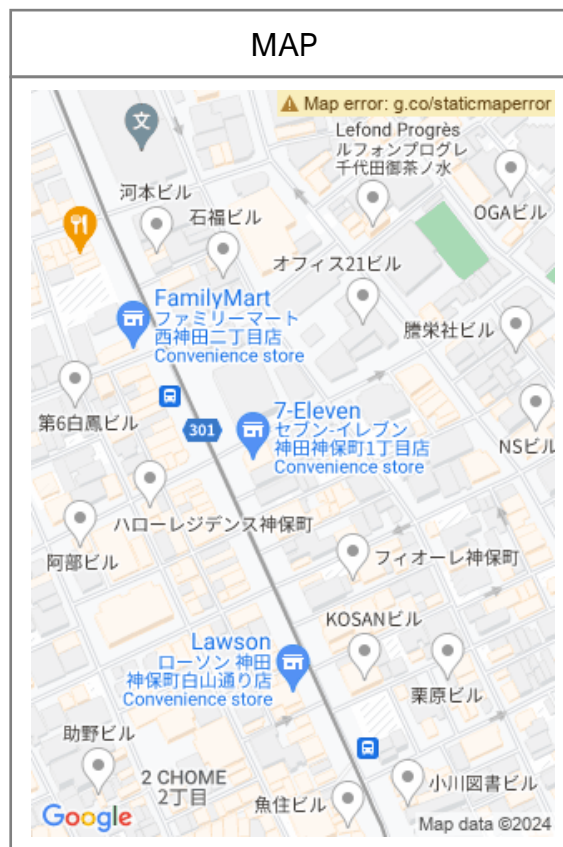 MAP
Map error: g.co/staticmaperror
文
Lefond Progrès
ルフォンプログレ
千代田御茶ノ水
河本ビル
石福ビル
OGAビル
オフィス21ビル
FamilyMart
ファミリーマート
西神田二丁目店
Convenience store
謄栄社ビル
第6白鳳ビル
301
7-Eleven
セブン-イレブン
神田神保町1丁目店
Convenience store
NSビル
ハローレジデンス神保町
阿部ビル
フィオーレ神保町
KOSANビル
Lawson
ローソン 神田
神保町白山通り店
Convenience store
栗原ビル
助野ビル
2 CHOME
2丁目
小川図書ビル
魚住ビル
Google
Map data ©2024